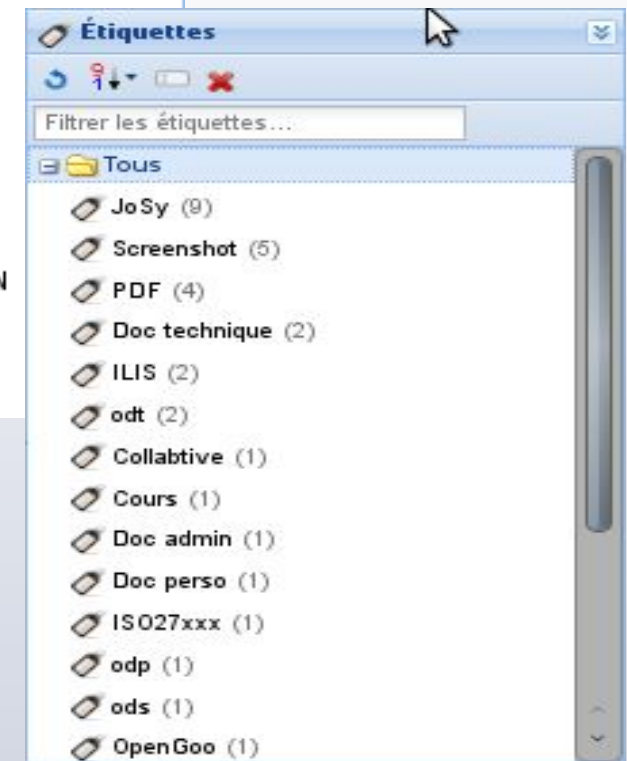 Étiquettes
Filtrer les étiquettes...
Tous
JoSy (9)
Screenshot (5)
PDF (4)
Doc technique (2)
ILIS (2)
odt (2)
Collabtive (1)
Cours (1)
Doc admin (1)
Doc perso (1)
ISO27xxx (1)
odp (1)
ods (1)
OpenGoo (1)